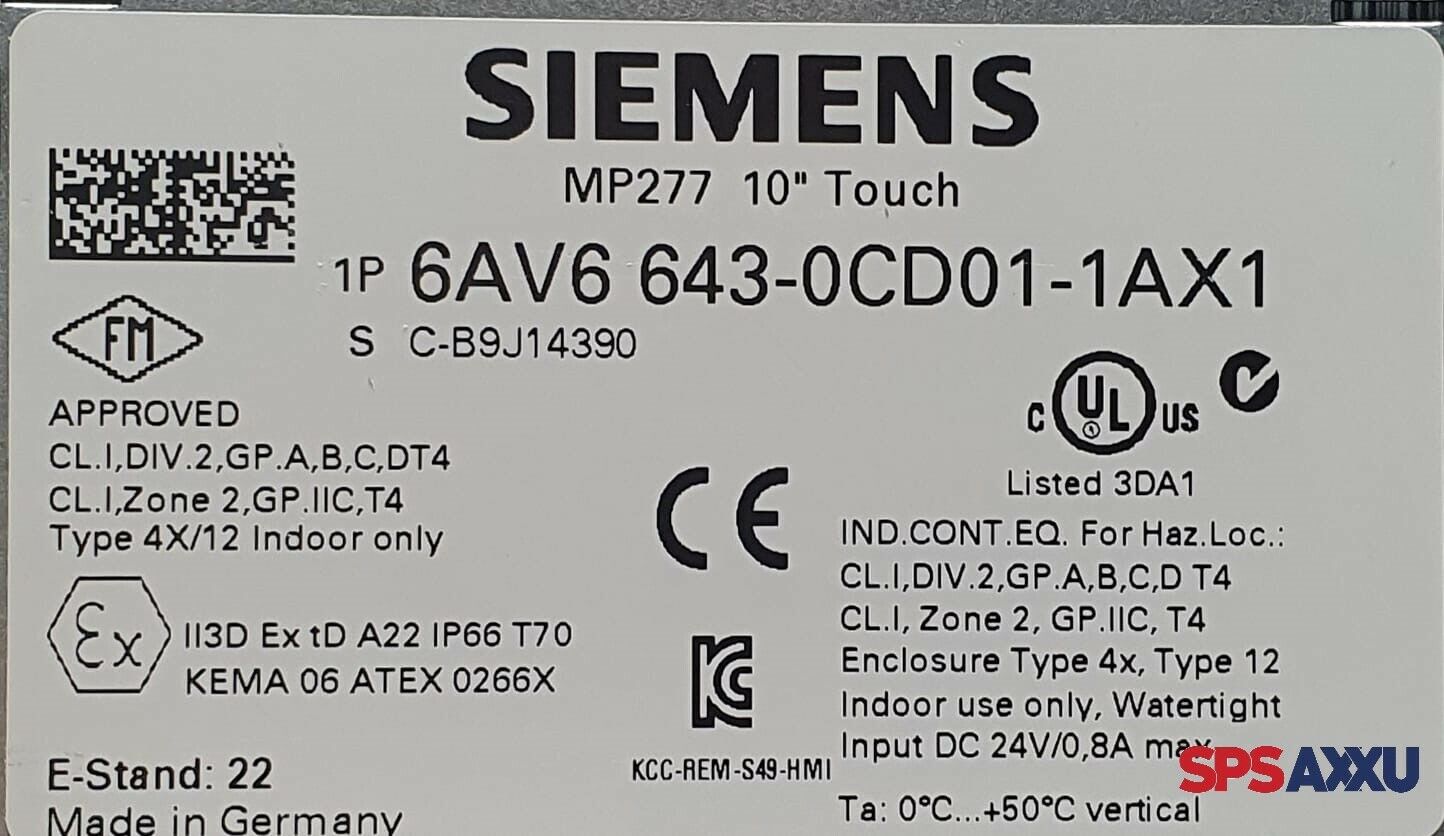 SIEMENS
MP277 10" Touch
1P 6AV6 643-0CD01-1AX1
S C-B9J14390
FM
APPROVED
CL.I,DIV.2,GP.A,B,C,DT4
CL.I,Zone 2,GP.IIC,T4
Type 4X/12 Indoor only
C UL US
Listed 3DA1
CE
IND.CONT.EQ. For Haz.Loc.:
CL.I,DIV.2,GP.A,B,C,D T4
CL.I, Zone 2, GP.IIC, T4
Enclosure Type 4x, Type 12
Indoor use only, Watertight
Input DC 24V/0,8A max
Ta: 0°C...+50°C vertical
Ex II3D Ex tD A22 IP66 T70
KEMA 06 ATEX 0266X
KC
KCC-REM-S49-HMI
E-Stand: 22
Made in Germany
SPSAXXU